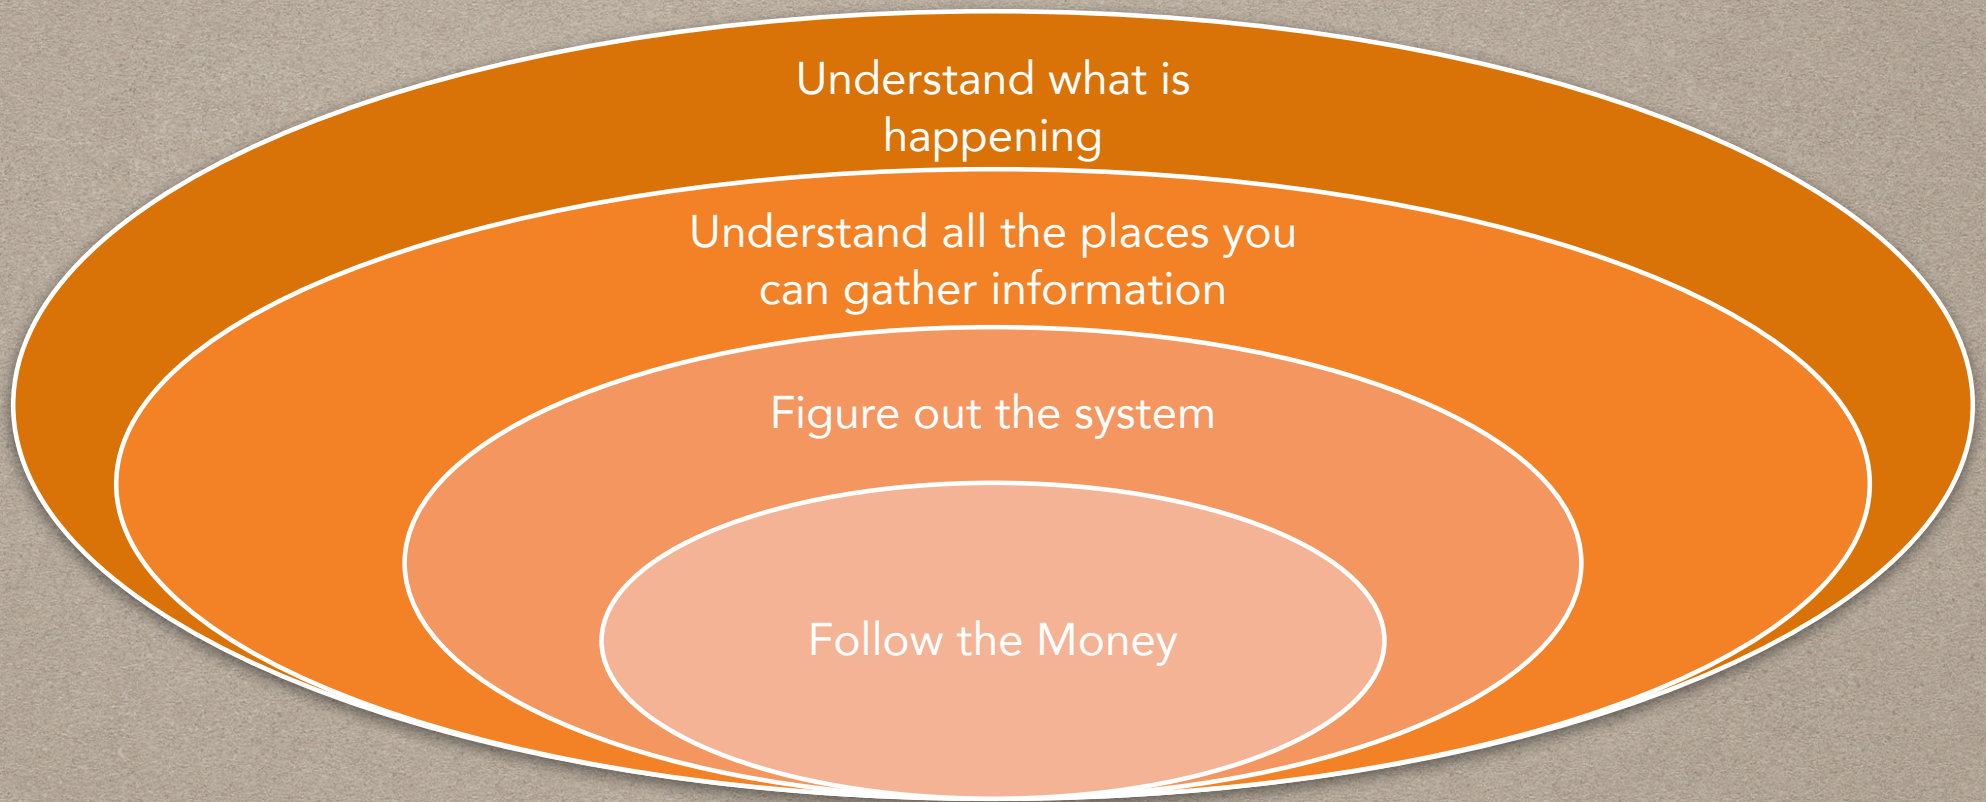 Understand what is
happening
Understand all the places you
can gather information
Figure out the system
Follow the Money